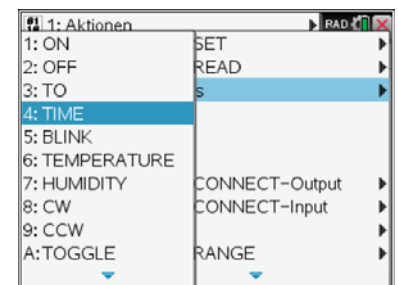 1: Aktionen RAD
1: ON SET
2: OFF READ
3: TO s
4: TIME
5: BLINK
6: TEMPERATURE
7: HUMIDITY CONNECT-Output
8: CW CONNECT-Input
9: CCW
A:TOGGLE RANGE